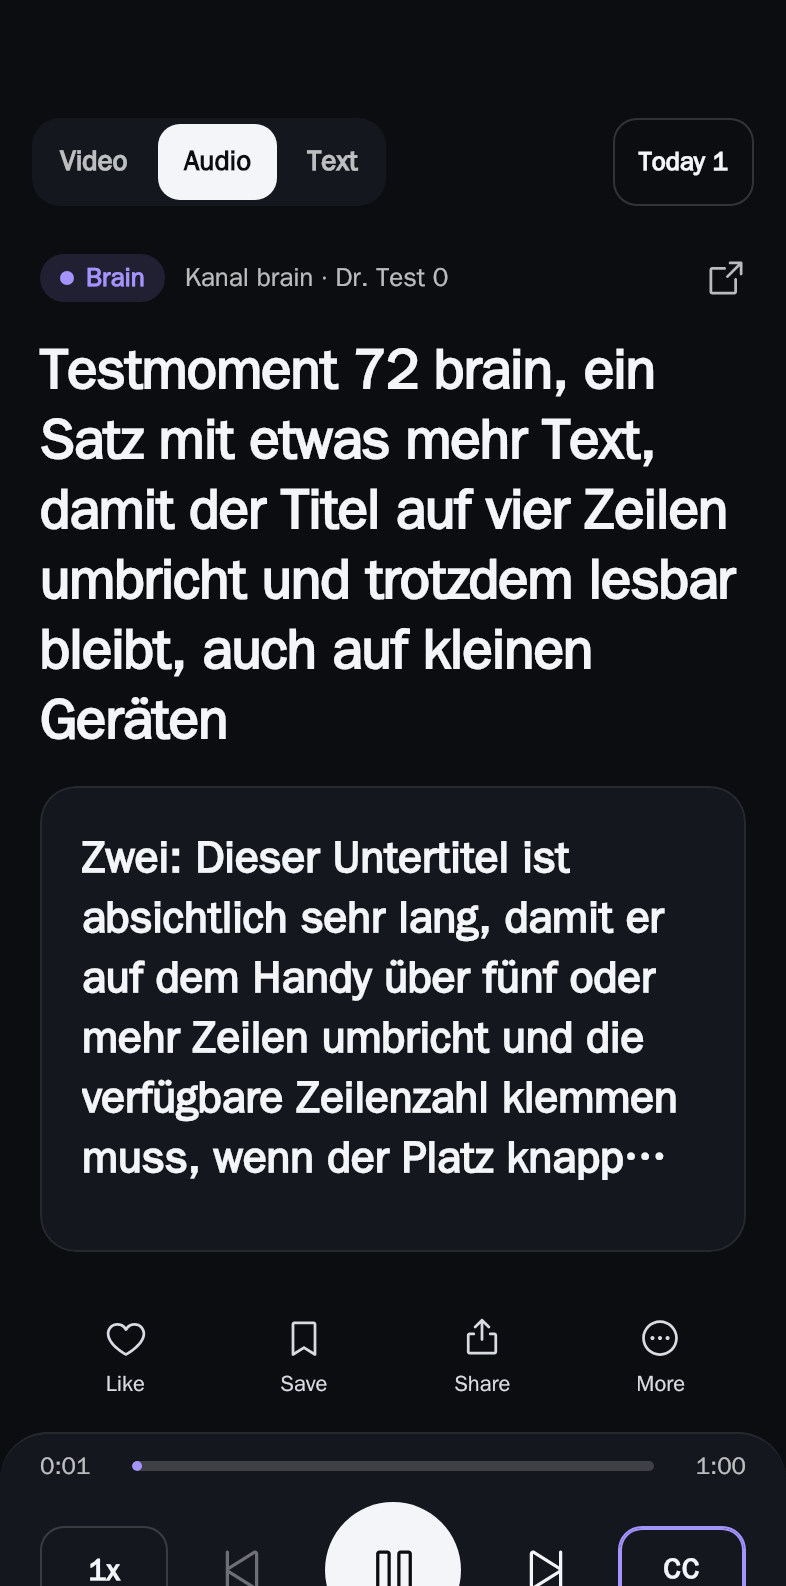 Video Audio Text Today 1
Brain Kanal brain · Dr. Test 0
Testmoment 72 brain, ein
Satz mit etwas mehr Text,
damit der Titel auf vier Zeilen
umbricht und trotzdem lesbar
bleibt, auch auf kleinen
Geräten
Zwei: Dieser Untertitel ist
absichtlich sehr lang, damit er
auf dem Handy über fünf oder
mehr Zeilen umbricht und die
verfügbare Zeilenzahl klemmen
muss, wenn der Platz knapp…
Like Save Share More
0:01 1:00
1x CC